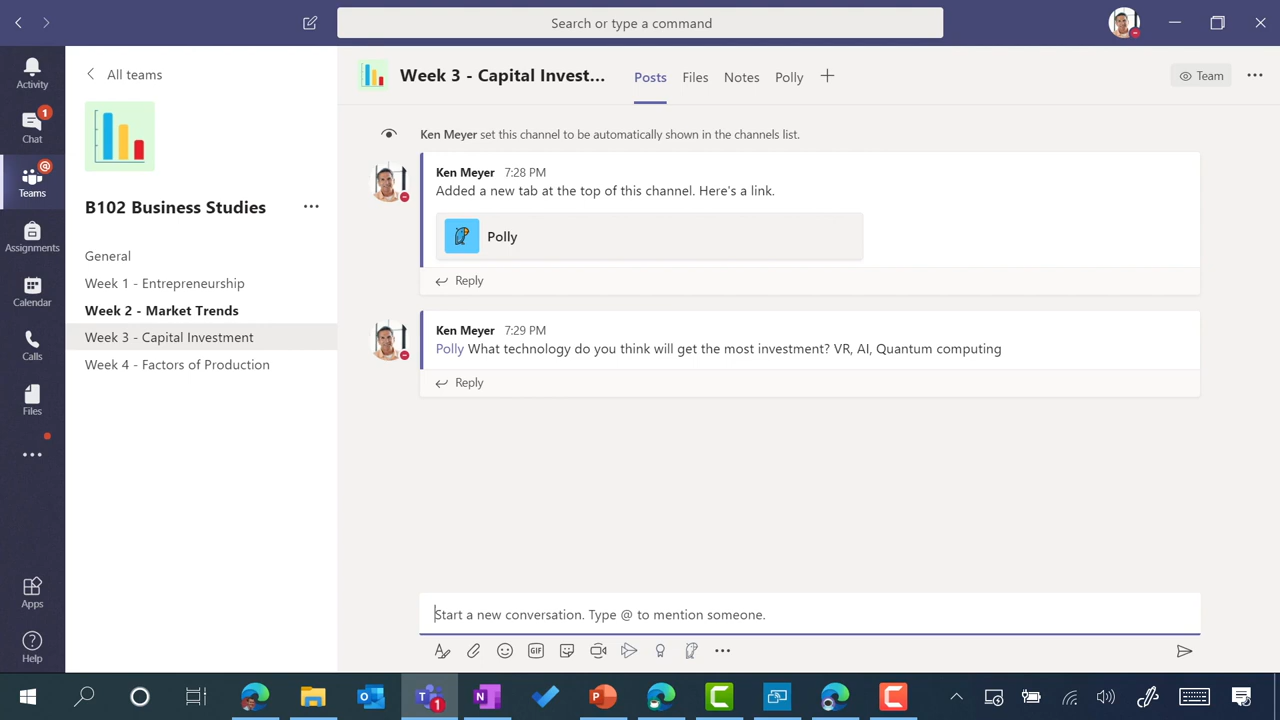 Search or type a command
Activity
Chat
1
Teams
@
Assignments
Calendar
Calls
Files
Apps
Help
All teams
B102 Business Studies
General
Week 1 - Entrepreneurship
Week 2 - Market Trends
Week 3 - Capital Investment
Week 4 - Factors of Production
Week 3 - Capital Invest...
Posts
Files
Notes
Polly
Team
Ken Meyer set this channel to be automatically shown in the channels list.
Ken Meyer 7:28 PM
Added a new tab at the top of this channel. Here's a link.
Polly
Reply
Ken Meyer 7:29 PM
Polly What technology do you think will get the most investment? VR, AI, Quantum computing
Reply
Start a new conversation. Type @ to mention someone.
GIF
1